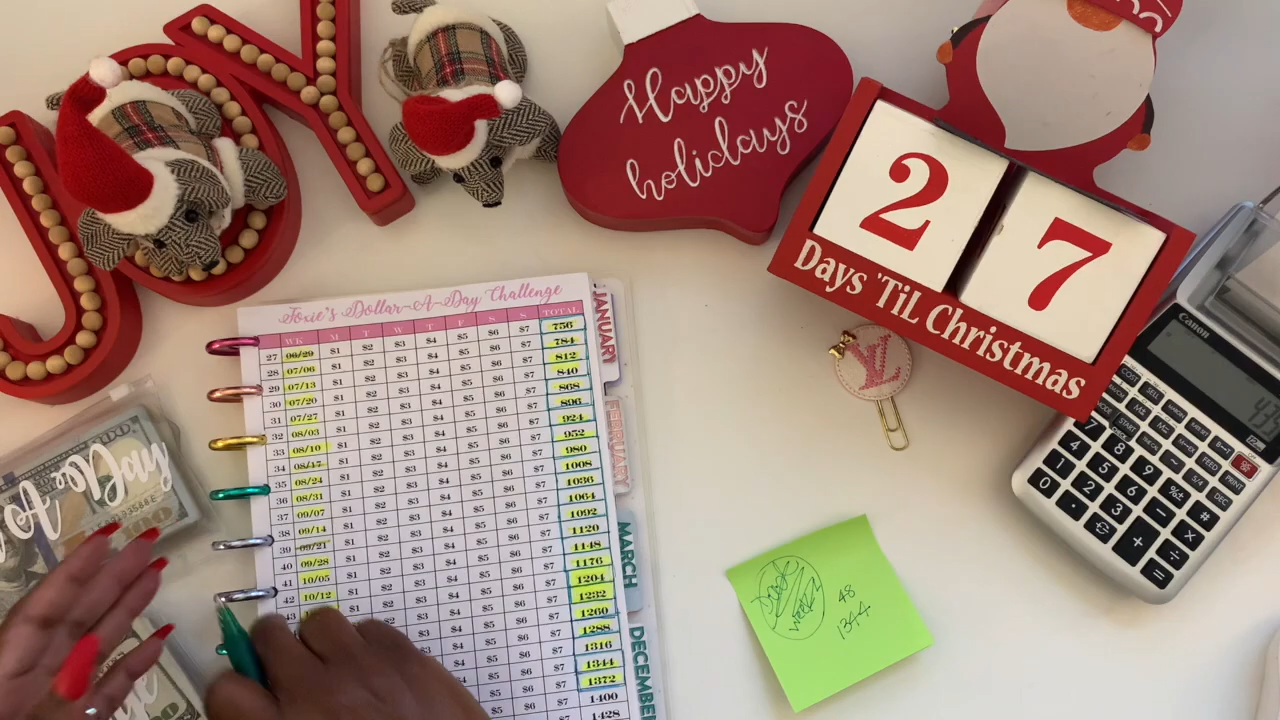 JOY
Happy
holidays
2 7
Days 'TiL Christmas
LV
Canon
Foxie's Dollar-A-Day Challenge
WK M T W T F S S TOTAL
27 06/29 $1 $2 $3 $4 $5 $6 $7 756
28 07/06 $1 $2 $3 $4 $5 $6 $7 784
29 07/13 $1 $2 $3 $4 $5 $6 $7 812
30 07/20 $1 $2 $3 $4 $5 $6 $7 840
31 07/27 $1 $2 $3 $4 $5 $6 $7 868
32 08/03 $1 $2 $3 $4 $5 $6 $7 896
33 08/10 $1 $2 $3 $4 $5 $6 $7 924
34 08/17 $1 $2 $3 $4 $5 $6 $7 952
35 08/24 $1 $2 $3 $4 $5 $6 $7 980
36 08/31 $1 $2 $3 $4 $5 $6 $7 1008
37 09/07 $1 $2 $3 $4 $5 $6 $7 1036
38 09/14 $1 $2 $3 $4 $5 $6 $7 1064
39 09/21 $1 $2 $3 $4 $5 $6 $7 1092
40 09/28 $1 $2 $3 $4 $5 $6 $7 1120
41 10/05 $1 $2 $3 $4 $5 $6 $7 1148
42 10/12 $1 $2 $3 $4 $5 $6 $7 1176
1204
1232
1260
1288
1316
1344
1372
1400
1428
JANUARY
FEBRUARY
MARCH
DECEMBER
A Day
100
48
1344
COST SELL MARGIN
START
FEED
PRINT
DEC
7 8 9
4 5 6
1 2 3
0